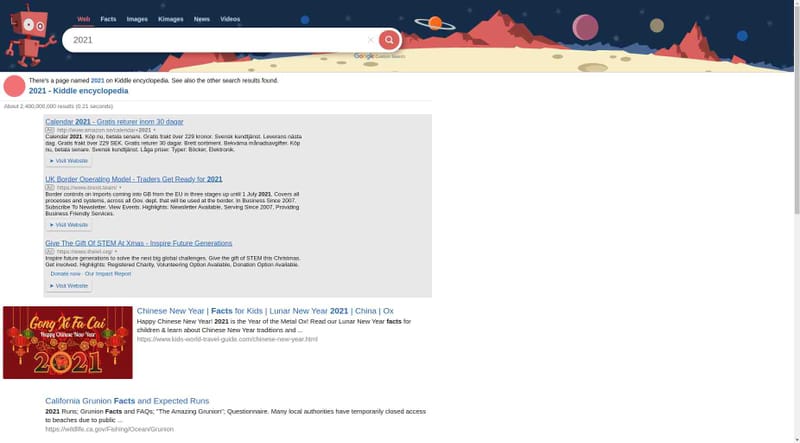 Web Facts Images Kimages News Videos
2021
Google Custom Search
There's a page named 2021 on Kiddle encyclopedia. See also the other search results found.
2021 - Kiddle encyclopedia
About 2,400,000,000 results (0.21 seconds)
Calendar 2021 - Gratis returer inom 30 dagar
Ad http://www.amazon.se/calendar+2021
Calendar 2021. Köp nu, betala senare. Gratis frakt över 229 kronor. Svensk kundtjänst. Leverans nästa
dag. Gratis frakt över 229 SEK. Gratis returer 30 dagar. Brett sortiment. Bekväma månadsavgifter. Köp
nu, betala senare. Svensk kundtjänst. Låga priser. Typer: Böcker, Elektronik.
➤ Visit Website
UK Border Operating Model - Traders Get Ready for 2021
Ad https://www.brexit.team/
Border controls on imports coming into GB from the EU in three stages up until 1 July 2021. Covers all
processes and systems, across all Gov. dept. that will be used at the border. In Business Since 2007.
Subscribe To Newsletter. View Events. Highlights: Newsletter Available, Serving Since 2007, Providing
Business Friendly Services.
➤ Visit Website
Give The Gift Of STEM At Xmas - Inspire Future Generations
Ad https://www.theiet.org/
Inspire future generations to solve the next big global challenges. Give the gift of STEM this Christmas.
Get involved. Highlights: Registered Charity, Volunteering Option Available, Donation Option Available.
Donate now · Our Impact Report
➤ Visit Website
Gong Xi Fa Cai
Happy Chinese New Year
2021
Chinese New Year | Facts for Kids | Lunar New Year 2021 | China | Ox
Happy Chinese New Year! 2021 is the Year of the Metal Ox! Read our Lunar New Year facts for
children & learn about Chinese New Year traditions and ...
https://www.kids-world-travel-guide.com/chinese-new-year.html
California Grunion Facts and Expected Runs
2021 Runs; Grunion Facts and FAQs; "The Amazing Grunion"; Questionnaire. Many local authorities have temporarily closed access
to beaches due to public ...
https://wildlife.ca.gov/Fishing/Ocean/Grunion